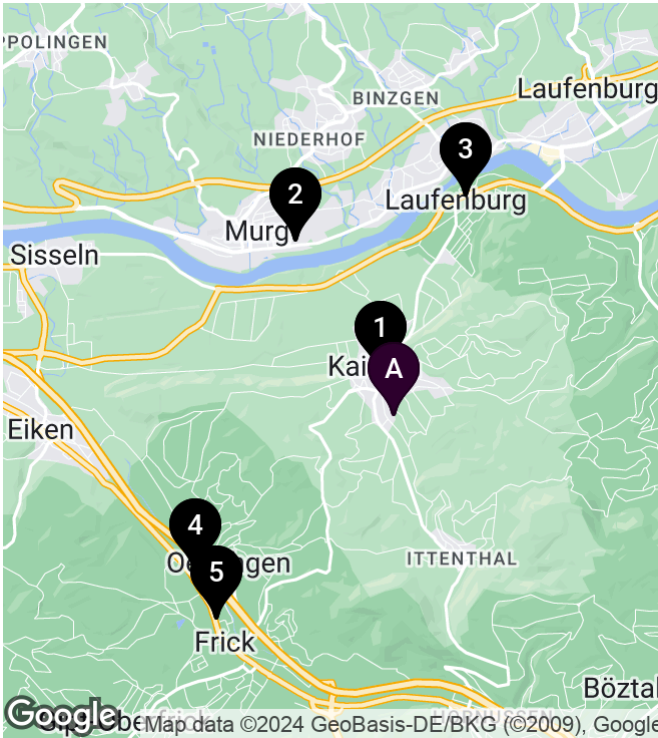 PPOLINGEN
BINZGEN
Laufenburg
NIEDERHOF
3
2
Laufenburg
Murg
Sisseln
1
Kai
A
Eiken
4
ITTENTHAL
Oe gen
5
Frick
Böztal
Google Map data ©2024 GeoBasis-DE/BKG (©2009), Google